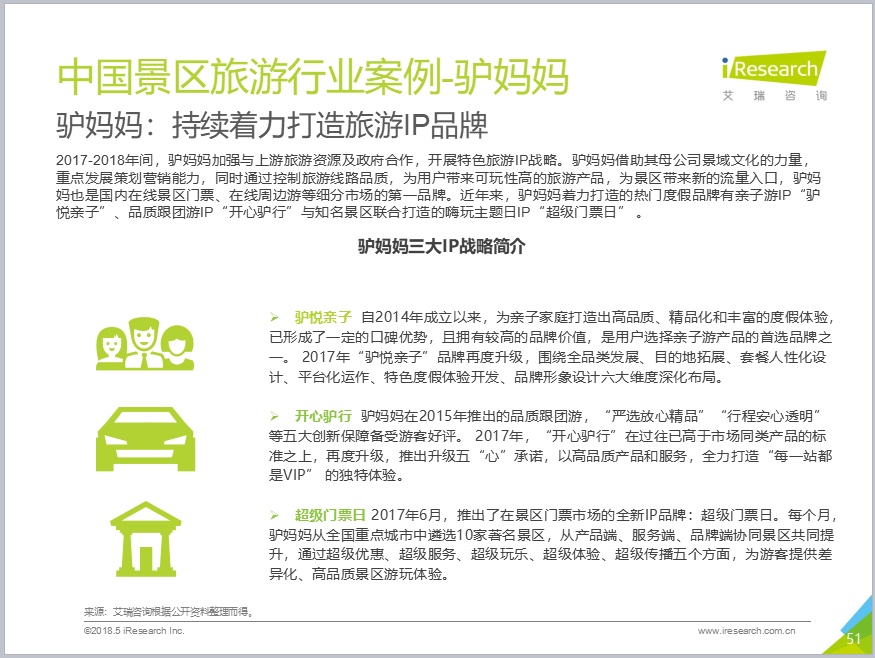 中国景区旅游行业案例-驴妈妈
iResearch
艾 瑞 咨 询
驴妈妈：持续着力打造旅游IP品牌
2017-2018年间，驴妈妈加强与上游旅游资源及政府合作，开展特色旅游IP战略。驴妈妈借助其母公司景域文化的力量，
重点发展策划营销能力，同时通过控制旅游线路品质，为用户带来可玩性高的旅游产品，为景区带来新的流量入口，驴妈
妈也是国内在线景区门票、在线周边游等细分市场的第一品牌。近年来，驴妈妈着力打造的热门度假品牌有亲子游IP“驴
悦亲子”、品质跟团游IP“开心驴行”与知名景区联合打造的嗨玩主题日IP“超级门票日” 。
驴妈妈三大IP战略简介
➢ 驴悦亲子 自2014年成立以来，为亲子家庭打造出高品质、精品化和丰富的度假体验，
已形成了一定的口碑优势，且拥有较高的品牌价值，是用户选择亲子游产品的首选品牌之
一。 2017年“驴悦亲子”品牌再度升级，围绕全品类发展、目的地拓展、套餐人性化设
计、平台化运作、特色度假体验开发、品牌形象设计六大维度深化布局。
➢ 开心驴行 驴妈妈在2015年推出的品质跟团游，“严选放心精品”“行程安心透明”
等五大创新保障备受游客好评。 2017年，“开心驴行”在过往已高于市场同类产品的标
准之上，再度升级，推出升级五“心”承诺，以高品质产品和服务，全力打造“每一站都
是VIP” 的独特体验。
➢ 超级门票日 2017年6月，推出了在景区门票市场的全新IP品牌：超级门票日。每个月，
驴妈妈从全国重点城市中遴选10家著名景区，从产品端、服务端、品牌端协同景区共同提
升，通过超级优惠、超级服务、超级玩乐、超级体验、超级传播五个方面，为游客提供差
异化、高品质景区游玩体验。
来源：艾瑞咨询根据公开资料整理而得。
©2018.5 iResearch Inc.
www.iresearch.com.cn
51